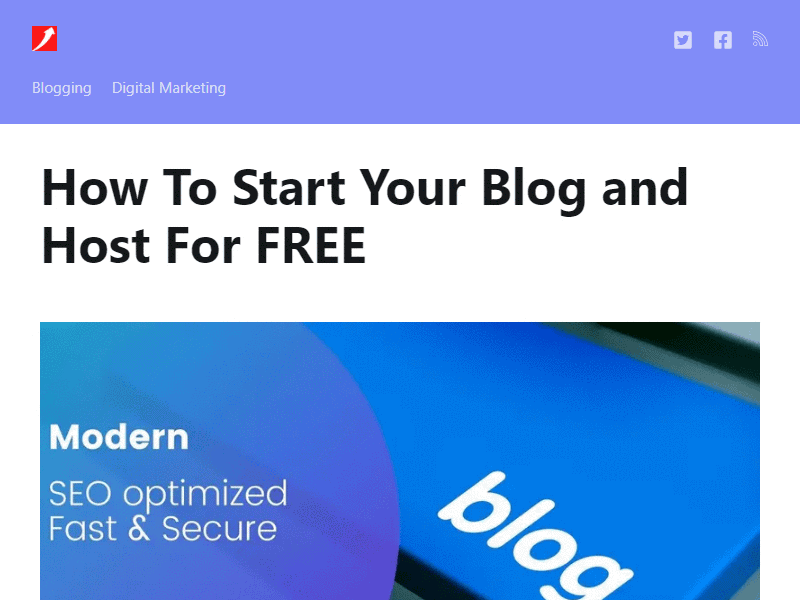 Blogging Digital Marketing
How To Start Your Blog and
Host For FREE
Modern
SEO optimized
Fast & Secure
blog